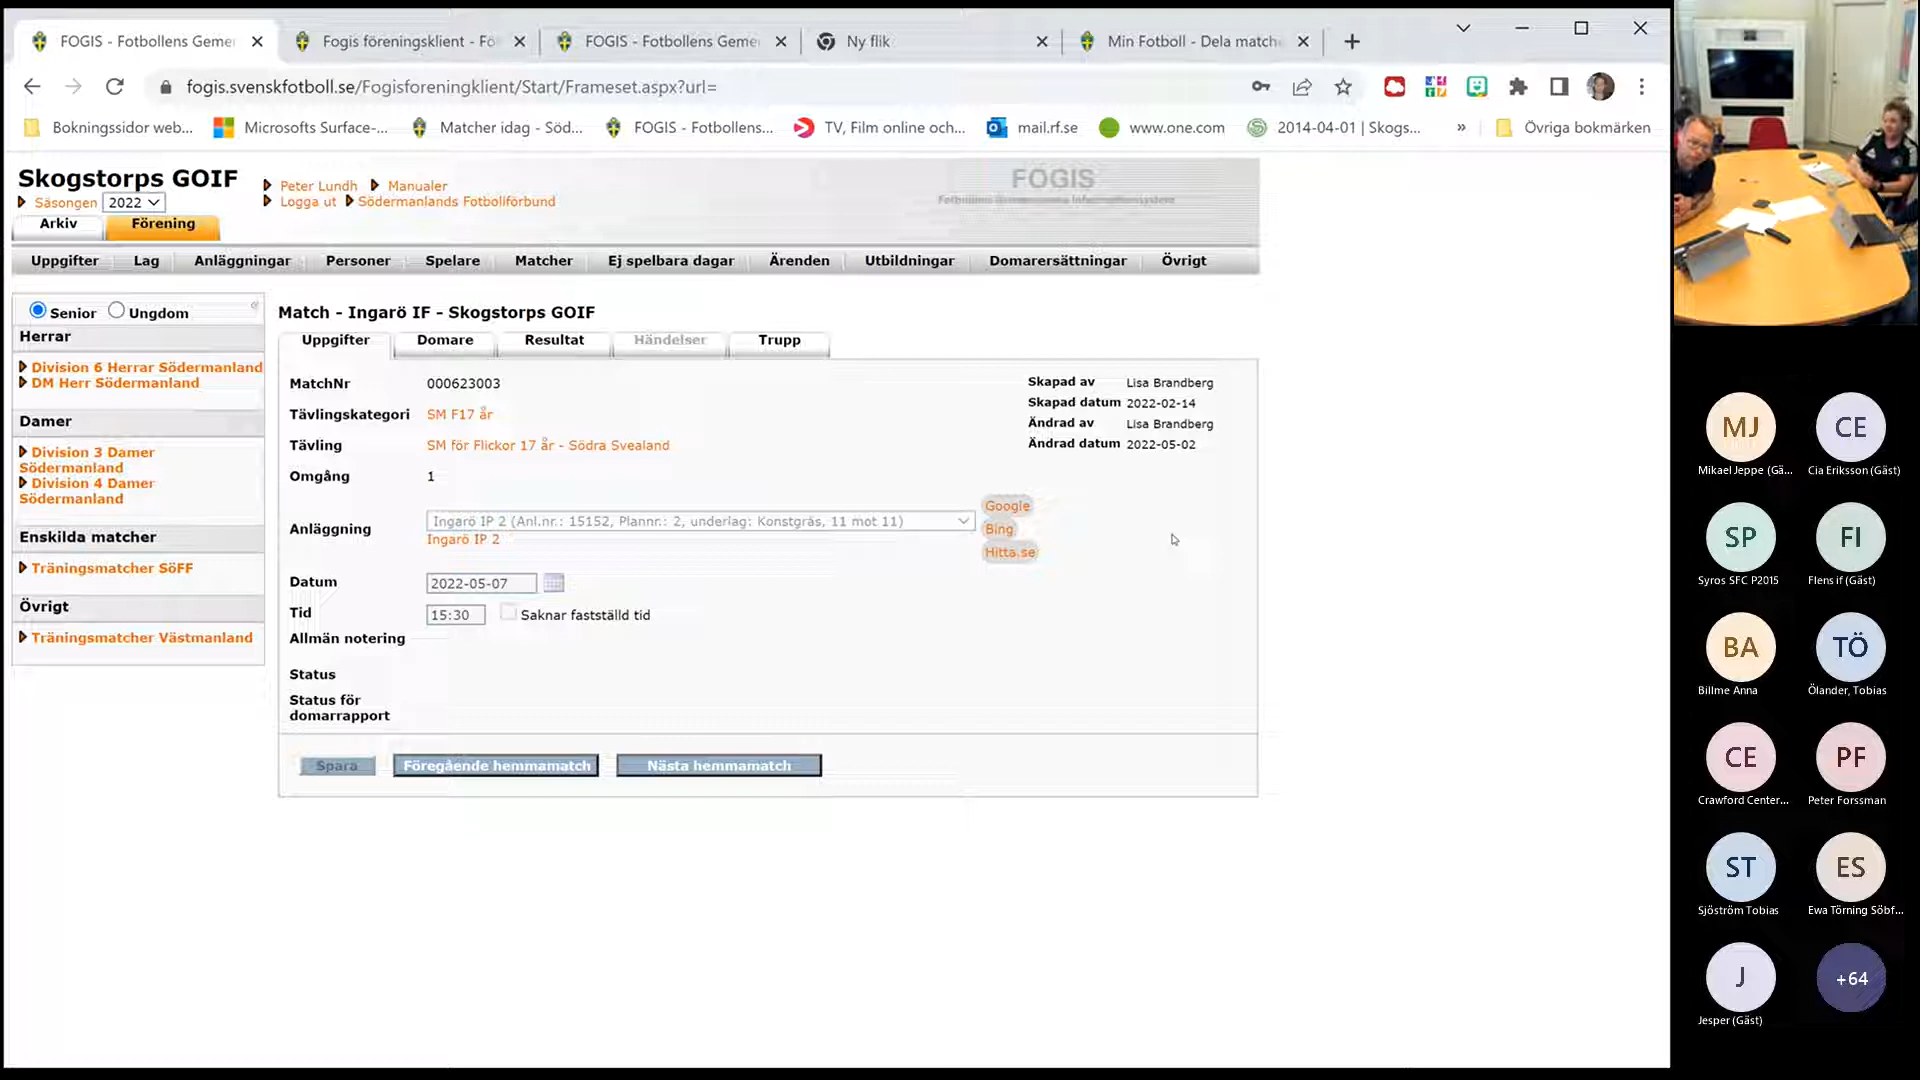 FOGIS - Fotbollens Geme
Fogis föreningsklient - Fö
FOGIS - Fotbollens Geme
Ny flik
Min Fotboll - Dela match
fogis.svenskfotboll.se/Fogisforeningklient/Start/Frameset.aspx?url=
Bokningssidor web...
Microsofts Surface-...
Matcher idag - Söd...
FOGIS - Fotbollens...
TV, Film online och...
mail.rf.se
www.one.com
2014-04-01 | Skogs...
»
Övriga bokmärken
Skogstorps GOIF
Peter Lundh
Manualer
FOGIS
Säsongen 2022
Logga ut
Södermanlands Fotbollförbund
Arkiv
Förening
Uppgifter
Lag
Anläggningar
Personer
Spelare
Matcher
Ej spelbara dagar
Ärenden
Utbildningar
Domarersättningar
Övrigt
Senior
Ungdom
Herrar
Division 6 Herrar Södermanland
DM Herr Södermanland
Damer
Division 3 Damer
Södermanland
Division 4 Damer
Södermanland
Enskilda matcher
Träningsmatcher SöFF
Övrigt
Träningsmatcher Västmanland
Match - Ingarö IF - Skogstorps GOIF
Uppgifter
Domare
Resultat
Händelser
Trupp
MatchNr 000623003
Tävlingskategori SM F17 år
Tävling SM för Flickor 17 år - Södra Svealand
Omgång 1
Anläggning Ingarö IP 2 (Anl.nr.: 15152, Plannr.: 2, underlag: Konstgräs, 11 mot 11)
Ingarö IP 2
Google
Bing
Hitta.se
Datum 2022-05-07
Tid 15:30 Saknar fastställd tid
Allmän notering
Status
Status för
domarrapport
Skapad av Lisa Brandberg
Skapad datum 2022-02-14
Ändrad av Lisa Brandberg
Ändrad datum 2022-05-02
Spara
Föregående hemmamatch
Nästa hemmamatch
MJ
Mikael Jeppe (Gä...
CE
Cia Eriksson (Gäst)
SP
Syros SFC P2015
FI
Flens if (Gäst)
BA
Billme Anna
TÖ
Ölander, Tobias
CE
Crawford Center...
PF
Peter Forssman
ST
Sjöström Tobias
ES
Ewa Törning Söbf...
J
Jesper (Gäst)
+64